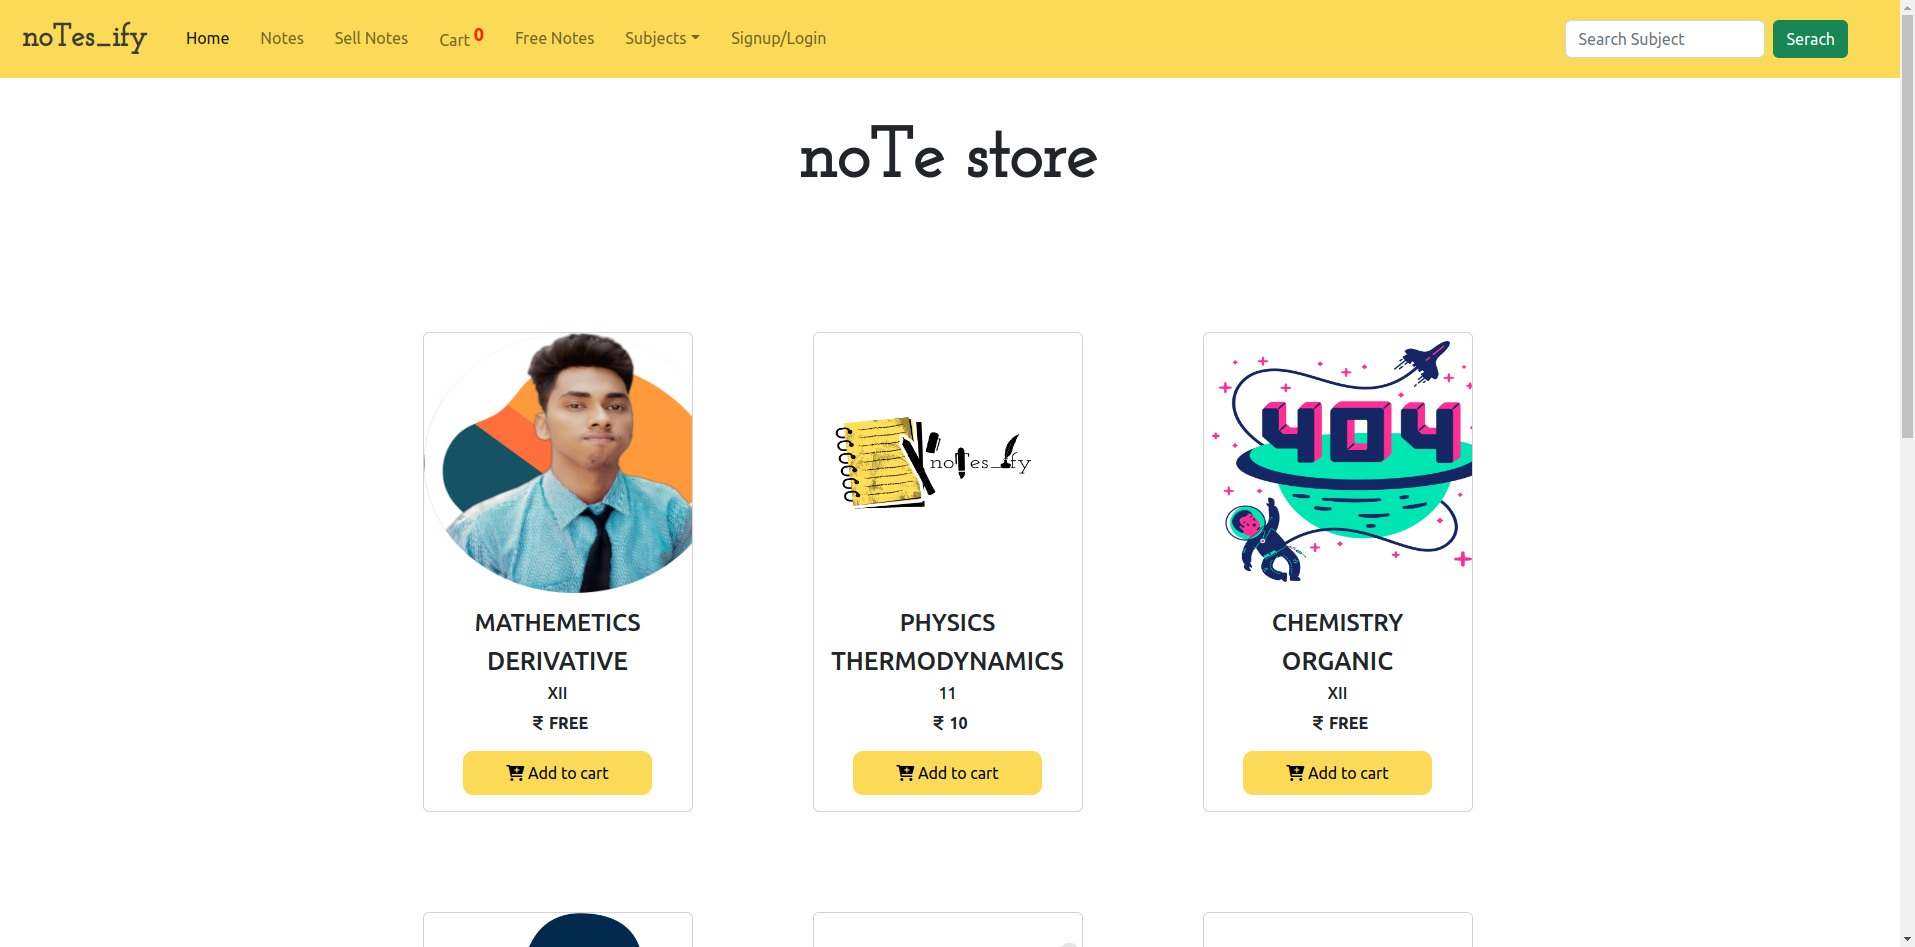 noTes_ify Home Notes Sell Notes Cart 0 Free Notes Subjects Signup/Login Search Subject Serach
noTe store
noTes_ify
404
MATHEMETICS
DERIVATIVE
XII
₹ FREE
Add to cart
PHYSICS
THERMODYNAMICS
11
₹ 10
Add to cart
CHEMISTRY
ORGANIC
XII
₹ FREE
Add to cart